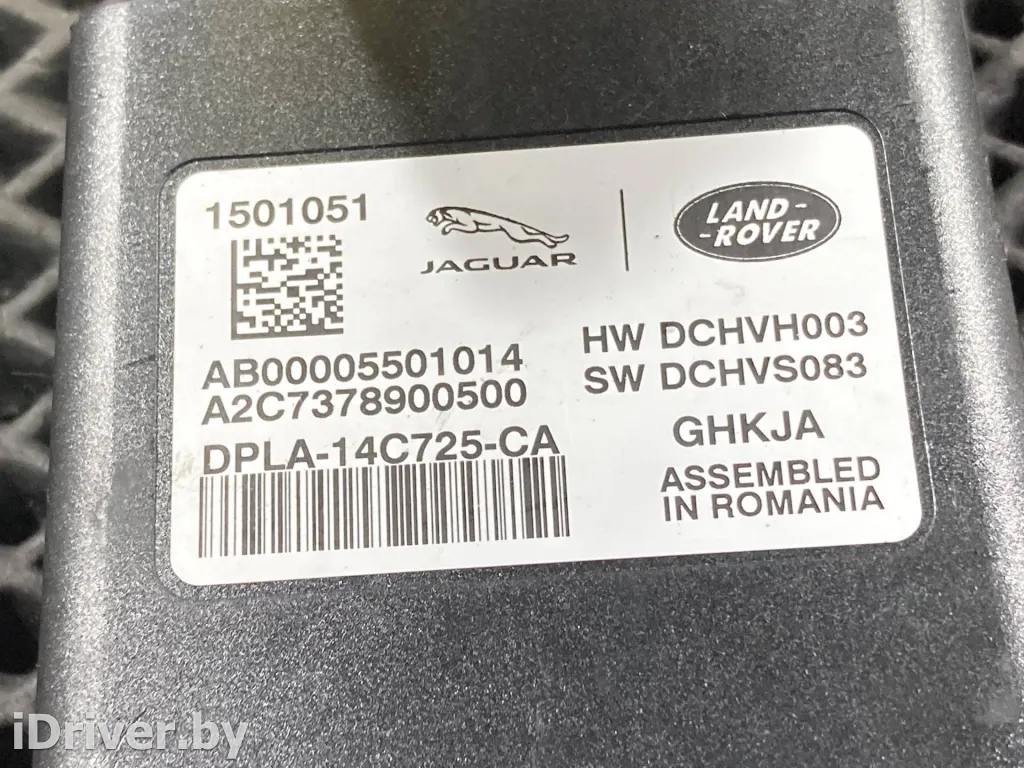 1501051
JAGUAR
LAND-
-ROVER
AB00005501014
A2C7378900500
DPLA-14C725-CA
HW DCHVH003
SW DCHVS083
GHKJA
ASSEMBLED
IN ROMANIA
iDriver.by